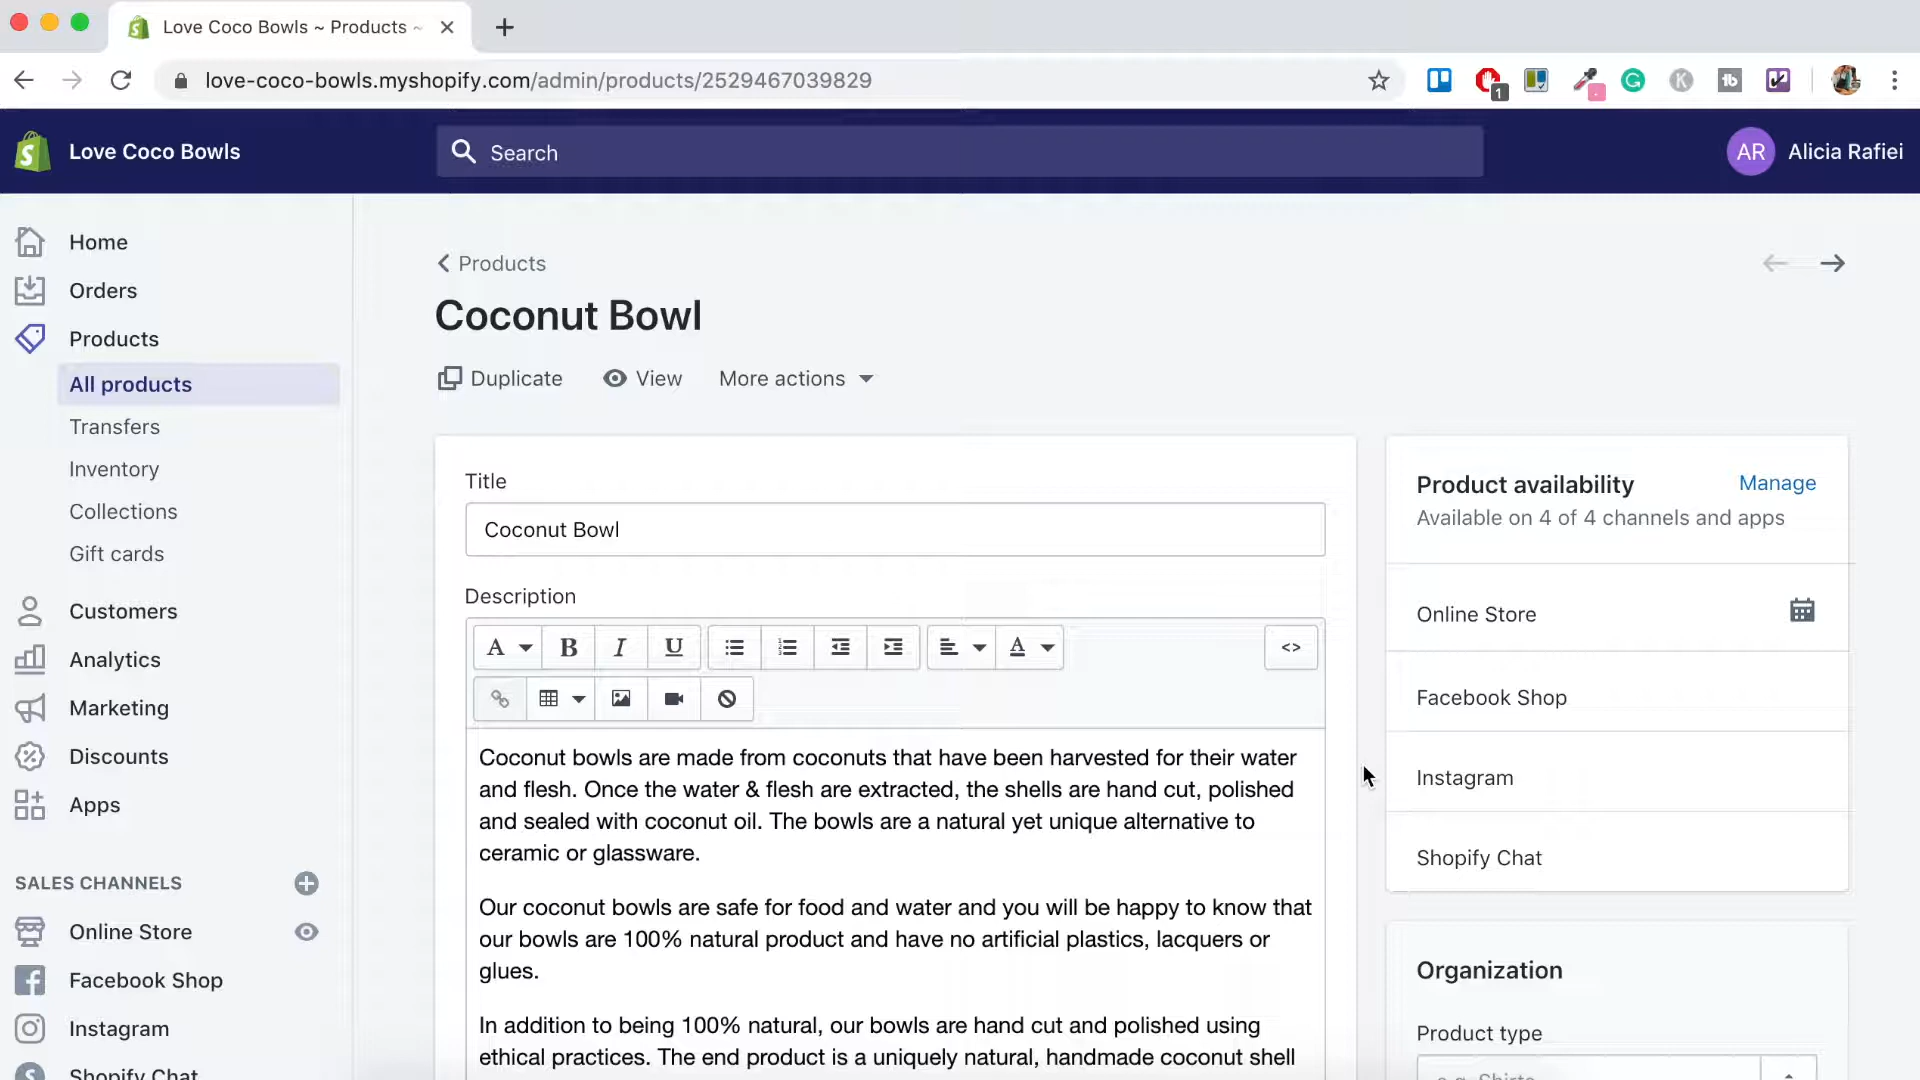 Love Coco Bowls ~ Products ~
love-coco-bowls.myshopify.com/admin/products/2529467039829
1
Love Coco Bowls
Search
AR
Alicia Rafiei
Home
Orders
Products
All products
Transfers
Inventory
Collections
Gift cards
Customers
Analytics
Marketing
Discounts
Apps
SALES CHANNELS
Online Store
Facebook Shop
Instagram
Shopify Chat
Products
Coconut Bowl
Duplicate
View
More actions
Title
Coconut Bowl
Description
A
B
I
U
A
<>
Coconut bowls are made from coconuts that have been harvested for their water
and flesh. Once the water & flesh are extracted, the shells are hand cut, polished
and sealed with coconut oil. The bowls are a natural yet unique alternative to
ceramic or glassware.
Our coconut bowls are safe for food and water and you will be happy to know that
our bowls are 100% natural product and have no artificial plastics, lacquers or
glues.
In addition to being 100% natural, our bowls are hand cut and polished using
ethical practices. The end product is a uniquely natural, handmade coconut shell
Product availability
Manage
Available on 4 of 4 channels and apps
Online Store
Facebook Shop
Instagram
Shopify Chat
Organization
Product type
e.g. Shirts